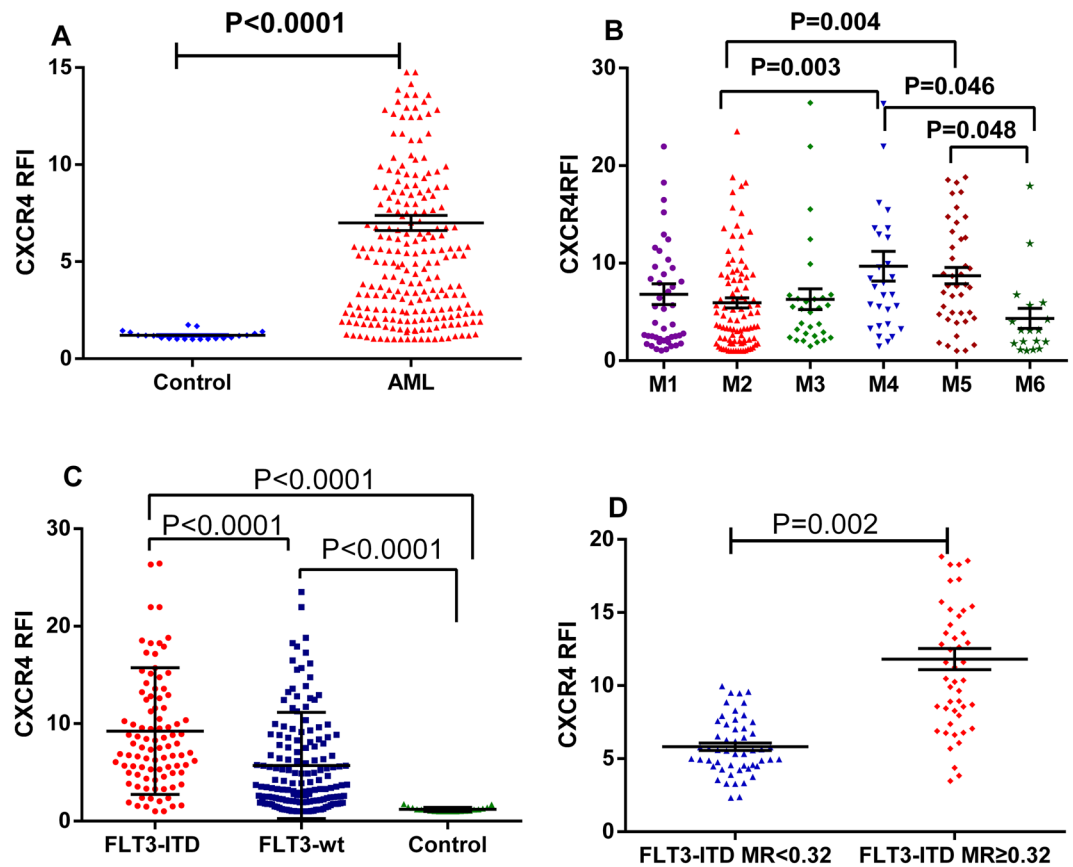 A
P<0.0001
CXCR4 RFI
15
10
5
0
Control
AML
B
P=0.004
P=0.003
P=0.046
P=0.048
CXCR4RFI
30
20
10
0
M1
M2
M3
M4
M5
M6
C
P<0.0001
P<0.0001
P<0.0001
CXCR4 RFI
30
20
10
0
FLT3-ITD
FLT3-wt
Control
D
P=0.002
CXCR4 RFI
20
15
10
5
0
FLT3-ITD MR<0.32
FLT3-ITD MR≥0.32